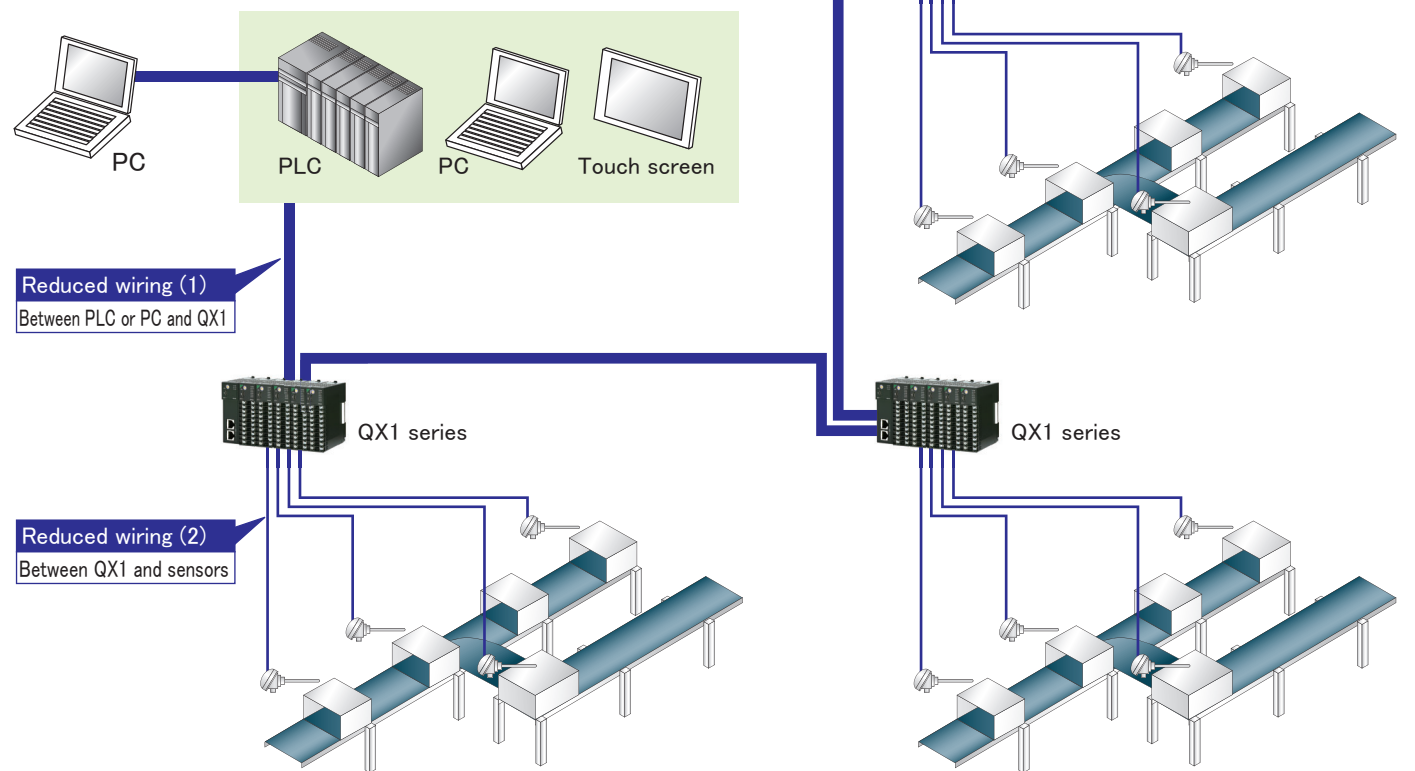 PC
PLC
PC
Touch screen
Reduced wiring (1)
Between PLC or PC and QX1
QX1 series
QX1 series
Reduced wiring (2)
Between QX1 and sensors